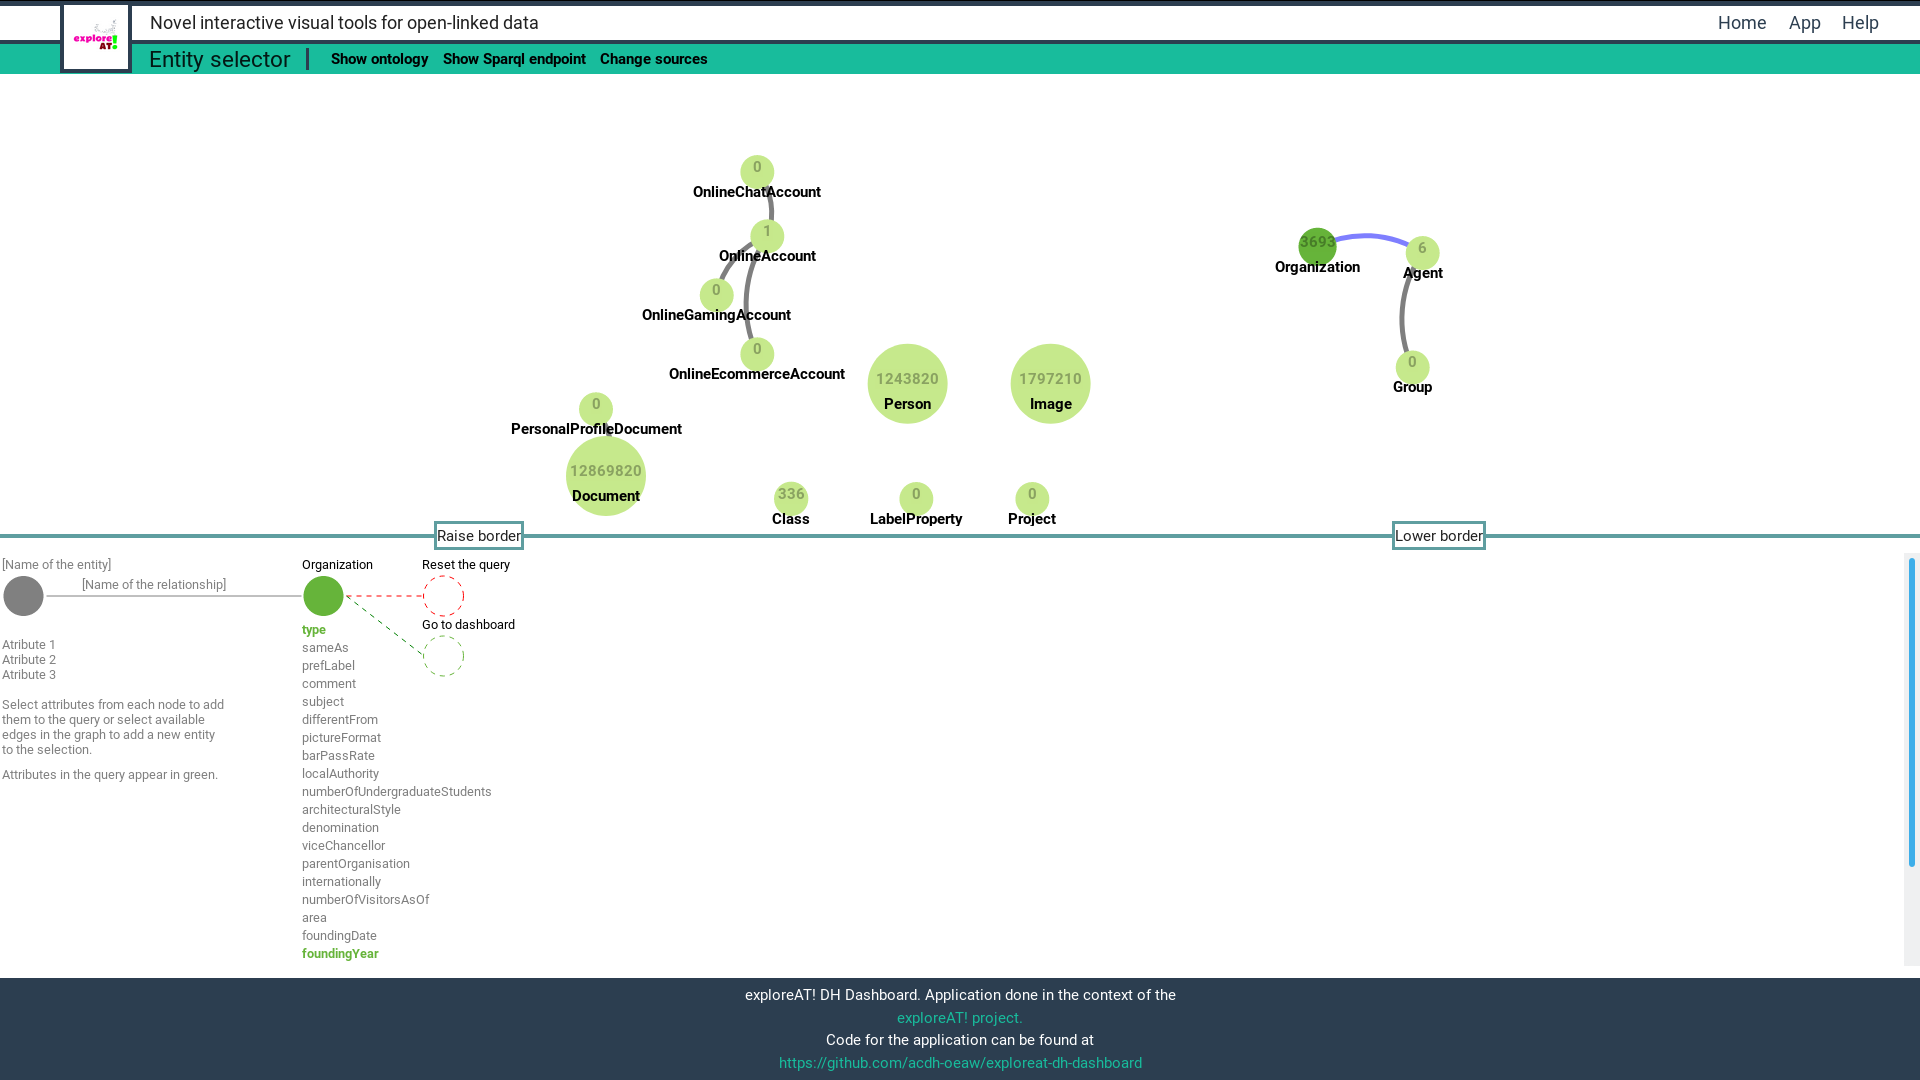 explore!
AT!
Novel interactive visual tools for open-linked data
Home
App
Help
Entity selector
Show ontology
Show Sparql endpoint
Change sources
0
OnlineChatAccount
1
OnlineAccount
0
OnlineGamingAccount
0
OnlineEcommerceAccount
3693
Organization
6
Agent
0
Group
1243820
Person
1797210
Image
0
PersonalProfileDocument
12869820
Document
336
Class
0
LabelProperty
0
Project
Raise border
Lower border
[Name of the entity]
[Name of the relationship]
Atribute 1
Atribute 2
Atribute 3
Select attributes from each node to add
them to the query or select available
edges in the graph to add a new entity
to the selection.
Attributes in the query appear in green.
Organization
Reset the query
Go to dashboard
type
sameAs
prefLabel
comment
subject
differentFrom
pictureFormat
barPassRate
localAuthority
numberOfUndergraduateStudents
architecturalStyle
denomination
viceChancellor
parentOrganisation
internationally
numberOfVisitorsAsOf
area
foundingDate
foundingYear
exploreAT! DH Dashboard. Application done in the context of the
exploreAT! project.
Code for the application can be found at
https://github.com/acdh-oeaw/exploreat-dh-dashboard